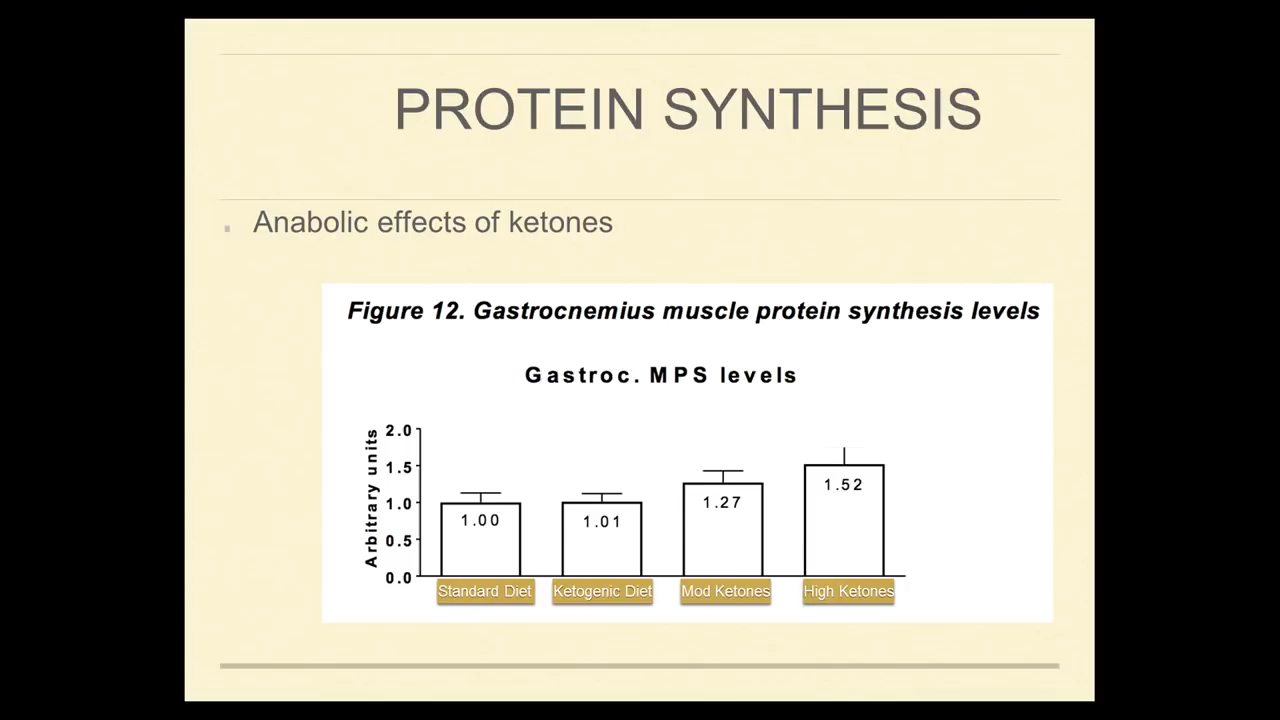 PROTEIN SYNTHESIS
Anabolic effects of ketones
Figure 12. Gastrocnemius muscle protein synthesis levels
Gastroc. MPS levels
Arbitrary units
2.0
1.5
1.0
0.5
0.0
1.00
1.01
1.27
1.52
Standard Diet
Ketogenic Diet
Mod Ketones
High Ketones